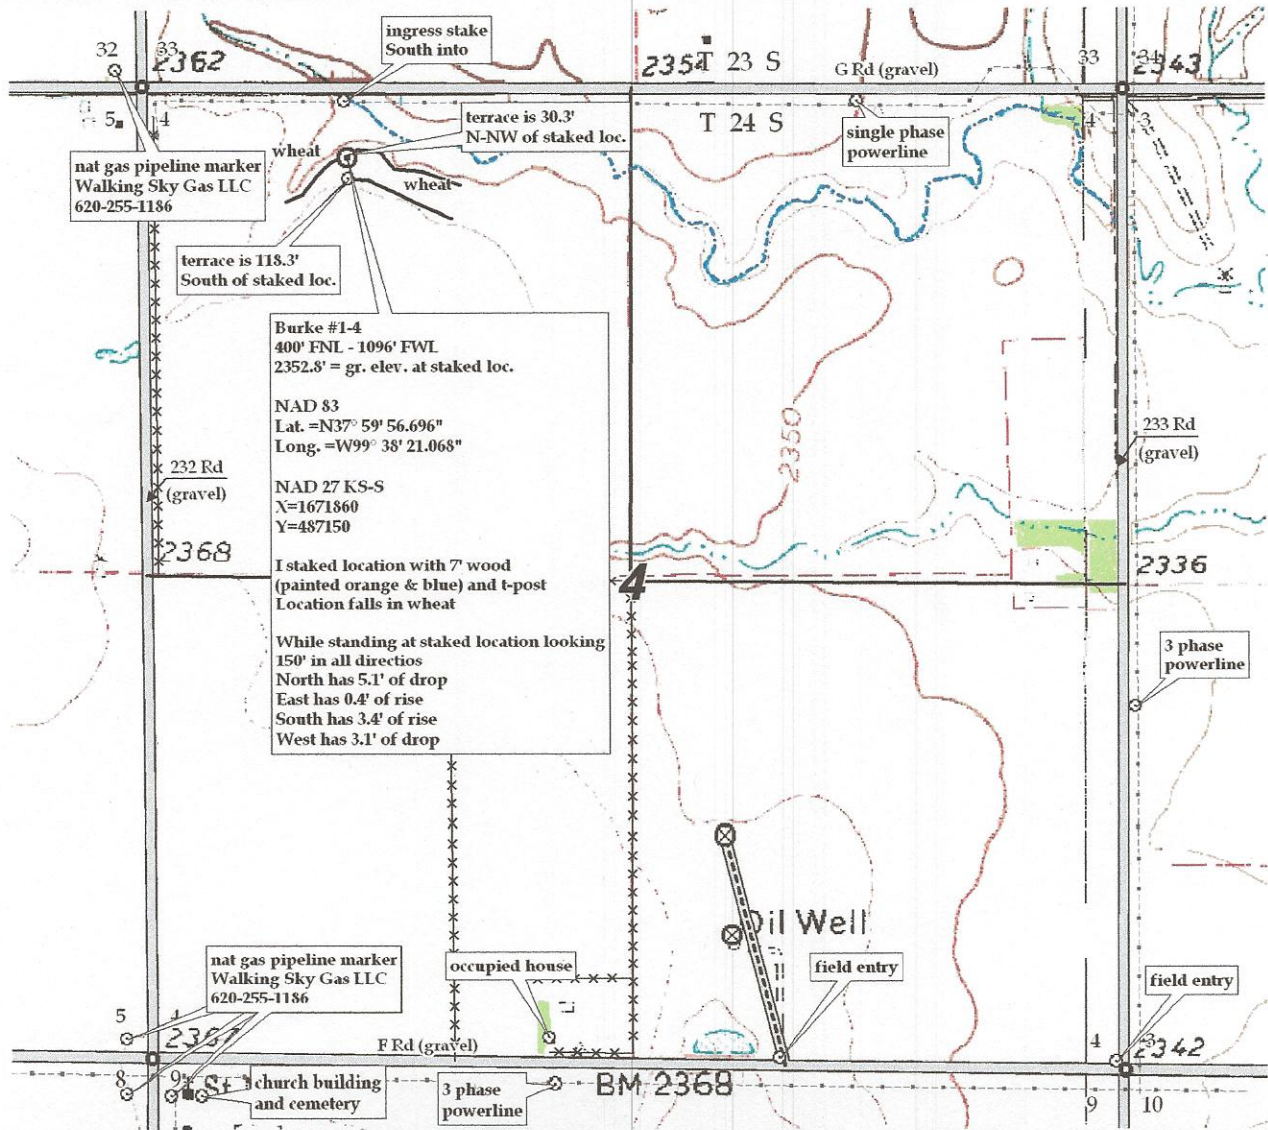 ingress stake
South into
32
33
2362
2354
T 23 S
G Rd (gravel)
33
34
2343
5
4
terrace is 30.3'
N-NW of staked loc.
T 24 S
single phase
powerline
4
3
nat gas pipeline marker
Walking Sky Gas LLC
620-255-1186
wheat
wheat
terrace is 118.3'
South of staked loc.
Burke #1-4
400' FNL - 1096' FWL
2352.8' = gr. elev. at staked loc.
NAD 83
Lat. =N37° 59' 56.696"
Long. =W99° 38' 21.068"
NAD 27 KS-S
X=1671860
Y=487150
I staked location with 7' wood
(painted orange & blue) and t-post
Location falls in wheat
While standing at staked location looking
150' in all directios
North has 5.1' of drop
East has 0.4' of rise
South has 3.4' of rise
West has 3.1' of drop
2350
232 Rd
(gravel)
233 Rd
(gravel)
2368
4
2336
3 phase
powerline
Oil Well
nat gas pipeline marker
Walking Sky Gas LLC
620-255-1186
occupied house
field entry
field entry
5
4
F Rd (gravel)
4
3
2342
8
9
St
church building
and cemetery
3 phase
powerline
BM 2368
9
10